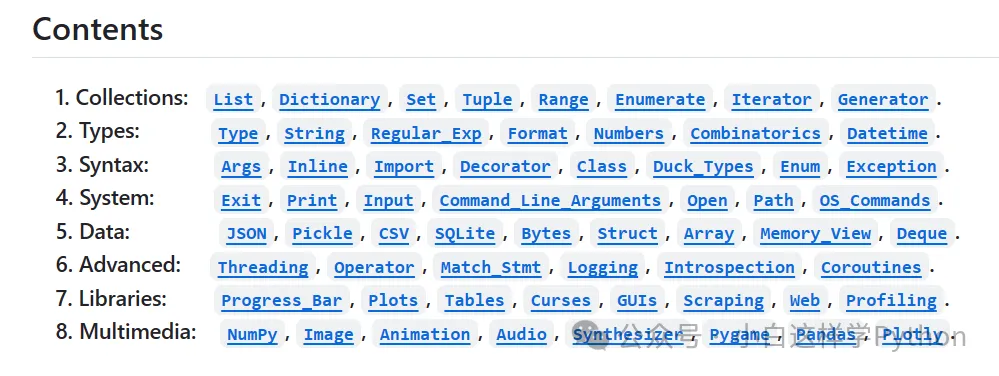 Contents
1. Collections: List, Dictionary, Set, Tuple, Range, Enumerate, Iterator, Generator.
2. Types: Type, String, Regular_Exp, Format, Numbers, Combinatorics, Datetime.
3. Syntax: Args, Inline, Import, Decorator, Class, Duck_Types, Enum, Exception.
4. System: Exit, Print, Input, Command_Line_Arguments, Open, Path, OS_Commands.
5. Data: JSON, Pickle, CSV, SQLite, Bytes, Struct, Array, Memory_View, Deque.
6. Advanced: Threading, Operator, Match_Stmt, Logging, Introspection, Coroutines.
7. Libraries: Progress_Bar, Plots, Tables, Curses, GUIs, Scraping, Web, Profiling.
8. Multimedia: NumPy, Image, Animation, Audio, Synthesizer, Pygame, Pandas, Plotly.
公众号 · 小白这样学Python